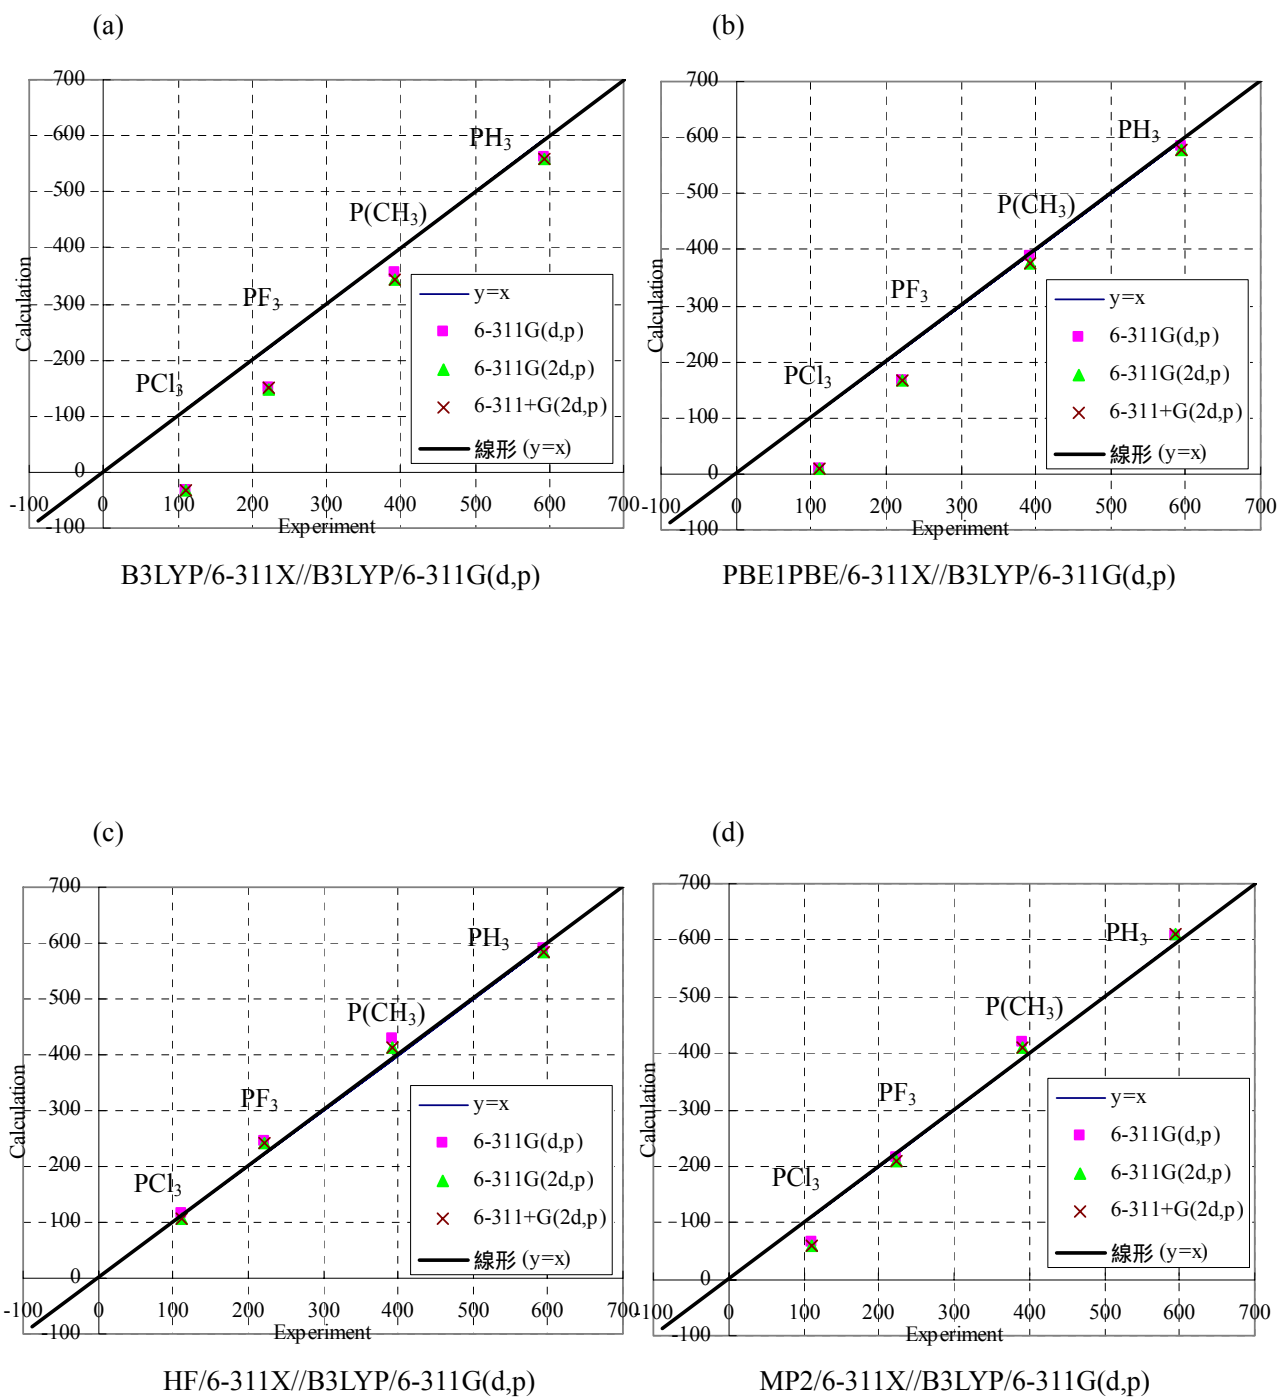 (a)
700
600
500
400
300
200
100
0
-100
-100 0 100 200 300 400 500 600 700
Calculation
Experiment
PH3
P(CH3)
PF3
PCl3
y=x
6-311G(d,p)
6-311G(2d,p)
6-311+G(2d,p)
線形 (y=x)
B3LYP/6-311X//B3LYP/6-311G(d,p)
(b)
700
600
500
400
300
200
100
0
-100
-100 0 100 200 300 400 500 600 700
Calculation
Experiment
PH3
P(CH3)
PF3
PCl3
y=x
6-311G(d,p)
6-311G(2d,p)
6-311+G(2d,p)
線形 (y=x)
PBE1PBE/6-311X//B3LYP/6-311G(d,p)
(c)
700
600
500
400
300
200
100
0
-100
-100 0 100 200 300 400 500 600 700
Calculation
Experiment
PH3
P(CH3)
PF3
PCl3
y=x
6-311G(d,p)
6-311G(2d,p)
6-311+G(2d,p)
線形 (y=x)
HF/6-311X//B3LYP/6-311G(d,p)
(d)
700
600
500
400
300
200
100
0
-100
-100 0 100 200 300 400 500 600 700
Calculation
Experiment
PH3
P(CH3)
PF3
PCl3
y=x
6-311G(d,p)
6-311G(2d,p)
6-311+G(2d,p)
線形 (y=x)
MP2/6-311X//B3LYP/6-311G(d,p)